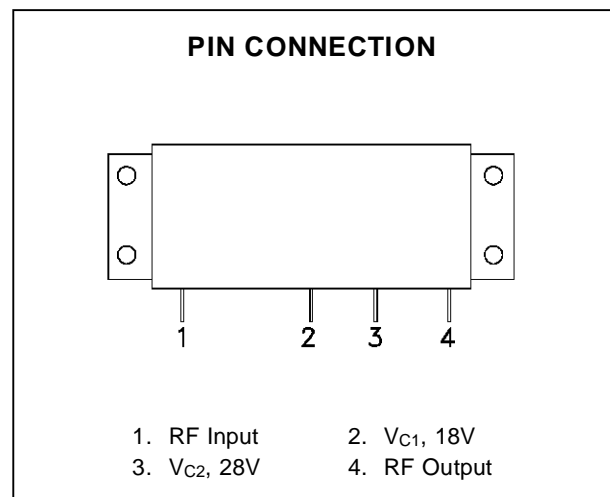 PIN CONNECTION
1 2 3 4
1. RF Input 2. VC1, 18V
3. VC2, 28V 4. RF Output